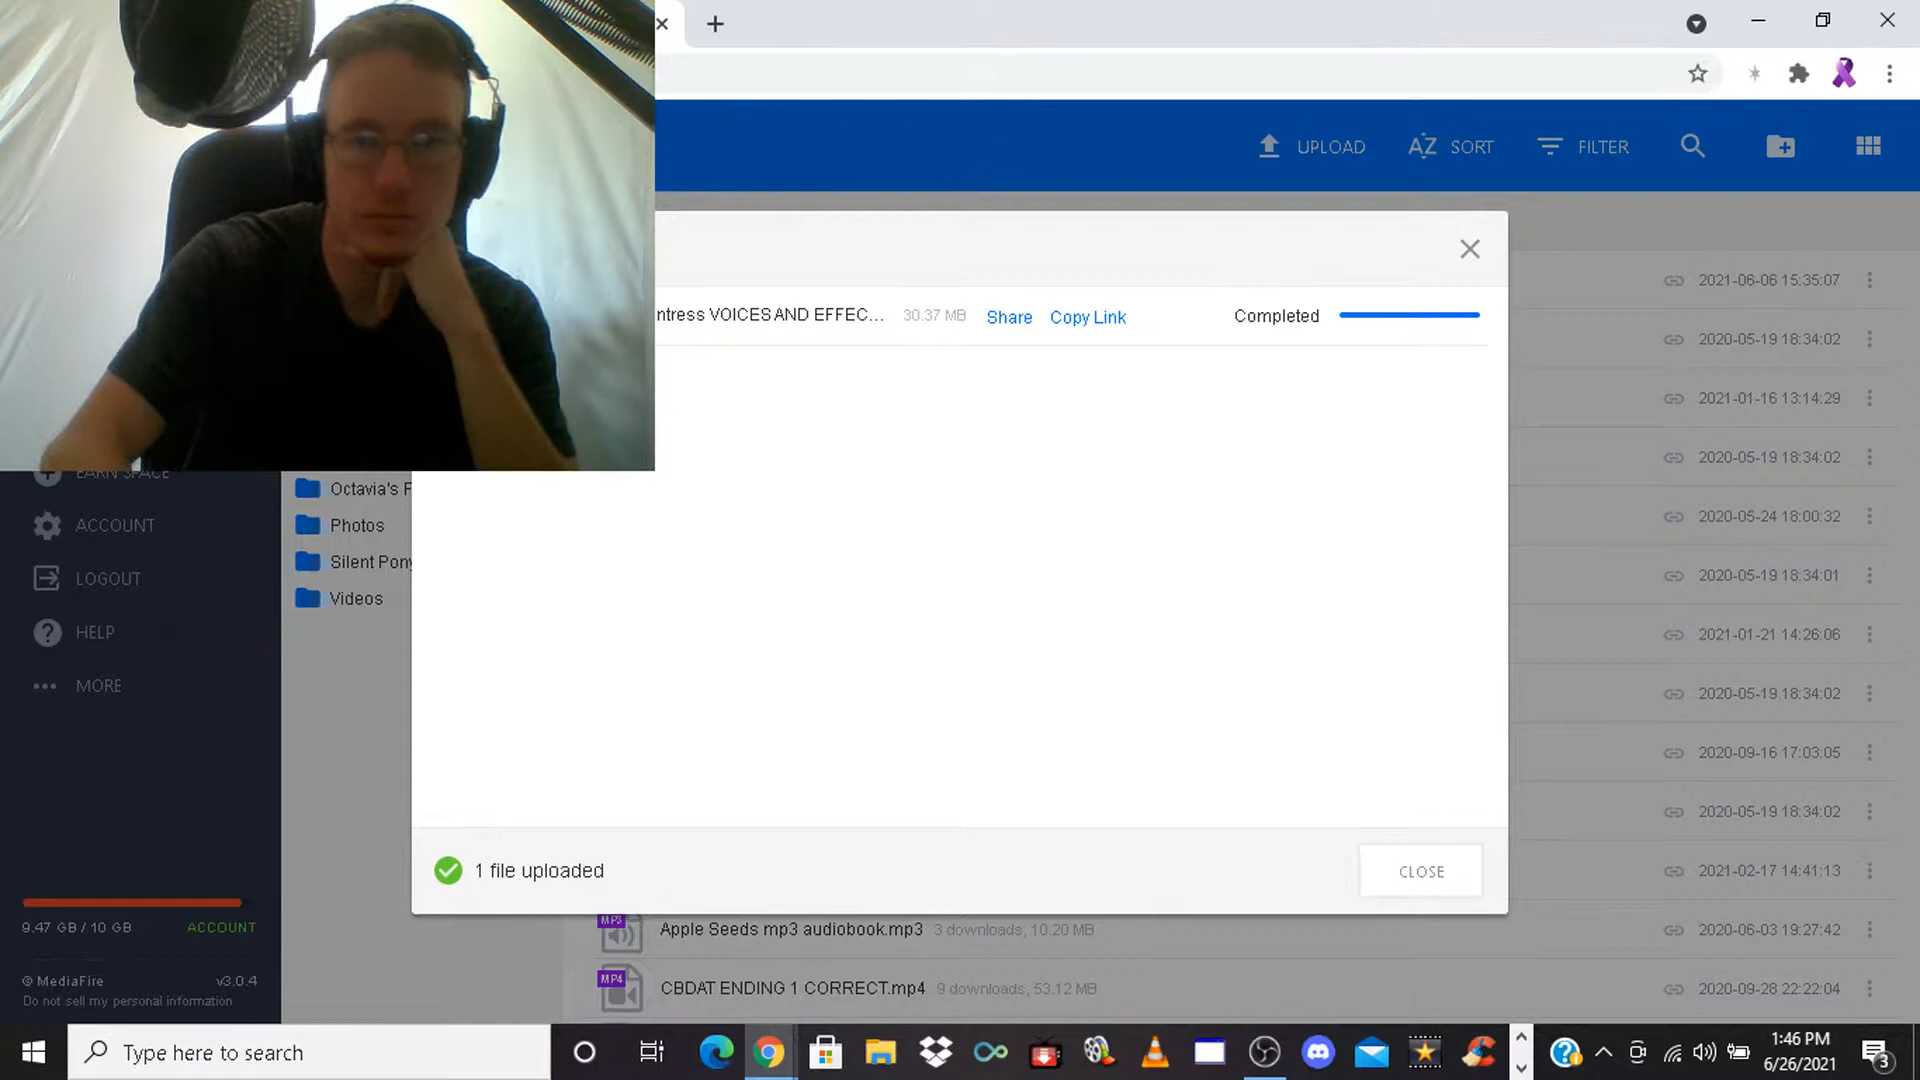 UPLOAD
SORT
FILTER
2021-06-06 15:35:07
ntress VOICES AND EFFEC... 30.37 MB Share Copy Link Completed
2020-05-19 18:34:02
2021-01-16 13:14:29
2020-05-19 18:34:02
EARN SPACE
Octavia's F
2020-05-24 18:00:32
ACCOUNT
Photos
LOGOUT
Silent Pony
2020-05-19 18:34:01
Videos
HELP
2021-01-21 14:26:06
MORE
2020-05-19 18:34:02
2020-09-16 17:03:05
2020-05-19 18:34:02
1 file uploaded
CLOSE
2021-02-17 14:41:13
9.47 GB / 10 GB ACCOUNT
MP3
Apple Seeds mp3 audiobook.mp3 3 downloads, 10.20 MB 2020-06-03 19:27:42
© MediaFire v3.0.4
Do not sell my personal information
MP4
CBDAT ENDING 1 CORRECT.mp4 9 downloads, 53.12 MB 2020-09-28 22:22:04
Type here to search
1:46 PM
6/26/2021
3